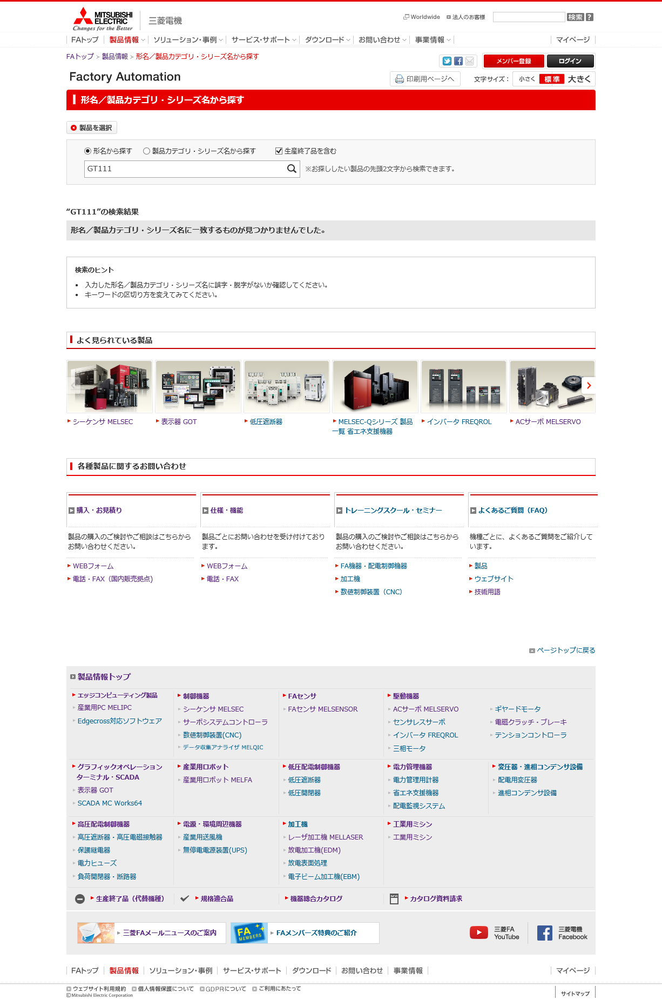 MITSUBISHI
ELECTRIC
Changes for the Better
三菱電機
Worldwide 法人のお客様 検索 ?
FAトップ 製品情報 ソリューション・事例 サービス・サポート ダウンロード お問い合わせ 事業情報 マイページ
FAトップ > 製品情報 > 形名／製品カテゴリ・シリーズ名から探す
メンバー登録 ログイン
Factory Automation
印刷用ページへ 文字サイズ： 小さく 標準 大きく
形名／製品カテゴリ・シリーズ名から探す
製品を選択
形名から探す 製品カテゴリ・シリーズ名から探す 生産終了品を含む
GT111 ※お探ししたい製品の先頭2文字から検索できます。
“GT111”の検索結果
形名／製品カテゴリ・シリーズ名に一致するものが見つかりませんでした。
検索のヒント
• 入力した形名／製品カテゴリ・シリーズ名に誤字・脱字がないか確認してください。
• キーワードの区切り方を変えてみてください。
よく見られている製品
シーケンサ MELSEC 表示器 GOT 低圧遮断器 MELSEC-Qシリーズ 製品 インバータ FREQROL ACサーボ MELSERVO
一覧 省エネ支援機器
各種製品に関するお問い合わせ
購入・お見積り 仕様・機能 トレーニングスクール・セミナー よくあるご質問（FAQ）
製品の購入のご検討やご相談はこちらから
お問い合わせください。
製品ごとにお問い合わせを受け付けており
ます。
製品の購入のご検討やご相談はこちらから
お問い合わせください。
機種ごとに、よくあるご質問をご紹介して
います。
WEBフォーム WEBフォーム FA機器・配電制御機器 製品
電話・FAX（国内販売拠点） 電話・FAX 加工機 ウェブサイト
数値制御装置（CNC） 技術用語
ページトップに戻る
製品情報トップ
エッジコンピューティング製品
産業用PC MELIPC
Edgecross対応ソフトウェア
制御機器
シーケンサ MELSEC
サーボシステムコントローラ
数値制御装置(CNC)
データ収集アナライザ MELQIC
FAセンサ
FAセンサ MELSENSOR
駆動機器
ACサーボ MELSERVO
センサレスサーボ
インバータ FREQROL
三相モータ
ギヤードモータ
電磁クラッチ・ブレーキ
テンションコントローラ
グラフィックオペレーション
ターミナル・SCADA
表示器 GOT
SCADA MC Works64
産業用ロボット
産業用ロボット MELFA
低圧配電制御機器
低圧遮断器
低圧開閉器
電力管理機器
電力管理用計器
省エネ支援機器
配電監視システム
変圧器・進相コンデンサ設備
配電用変圧器
進相コンデンサ設備
高圧配電制御機器
高圧遮断器・高圧電磁接触器
保護継電器
電力ヒューズ
負荷開閉器・断路器
電源・環境周辺機器
産業用送風機
無停電電源装置(UPS)
加工機
レーザ加工機 MELLASER
放電加工機(EDM)
放電表面処理
電子ビーム加工機(EBM)
工業用ミシン
工業用ミシン
生産終了品（代替機種） 規格適合品 機器総合カタログ カタログ資料請求
三菱FAメールニュースのご案内
FA
MEMBERS
FAメンバーズ特典のご紹介
三菱FA
YouTube
三菱電機
Facebook
FAトップ 製品情報 ソリューション・事例 サービス・サポート ダウンロード お問い合わせ 事業情報 マイページ
ウェブサイト利用規約 個人情報保護について GDPRについて ご利用にあたって
©Mitsubishi Electric Corporation
サイトマップ